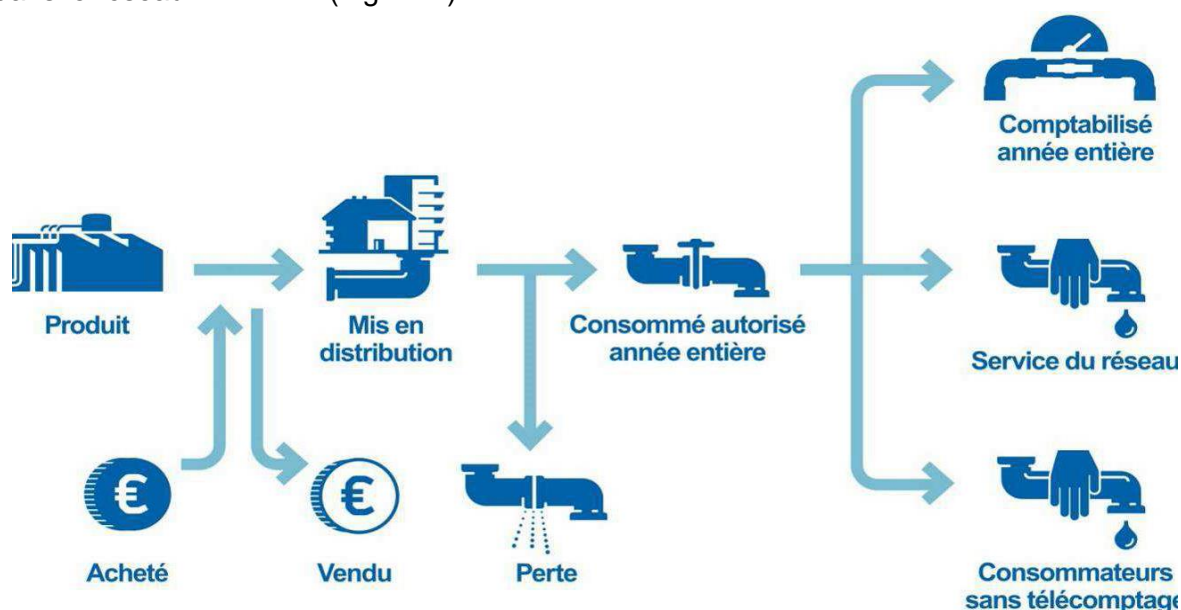 Comptabilisé
année entière
Produit
Mis en
distribution
Consommé autorisé
année entière
Service du réseau
€
Acheté
€
Vendu
Perte
Consommateurs
sans télécomptage